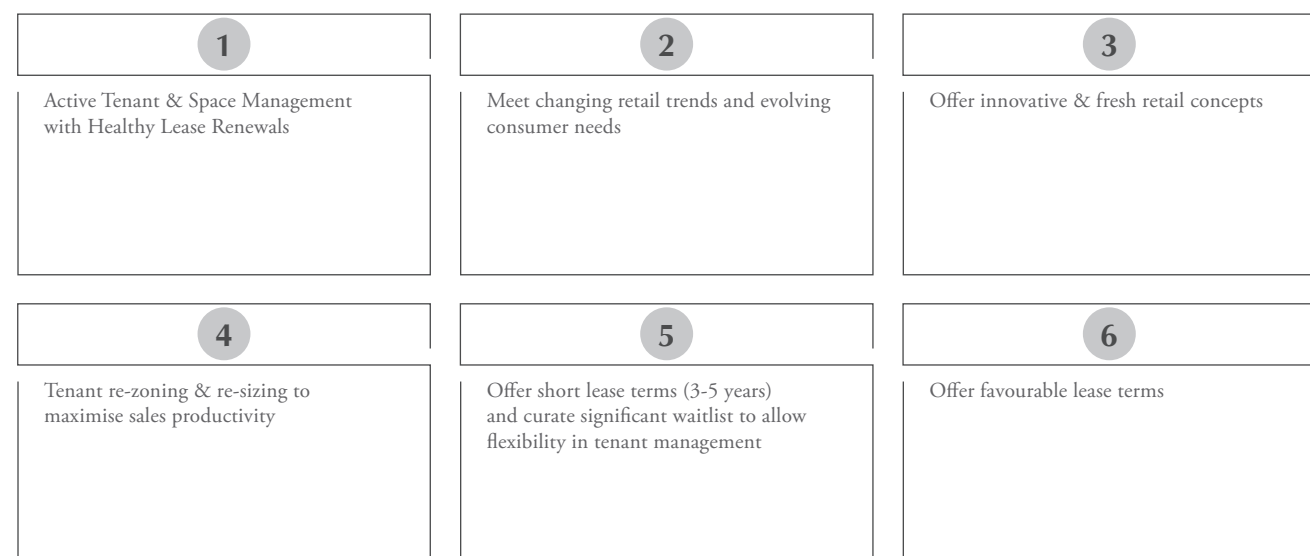 1
Active Tenant & Space Management
with Healthy Lease Renewals
2
Meet changing retail trends and evolving
consumer needs
3
Offer innovative & fresh retail concepts
4
Tenant re-zoning & re-sizing to
maximise sales productivity
5
Offer short lease terms (3-5 years)
and curate significant waitlist to allow
flexibility in tenant management
6
Offer favourable lease terms